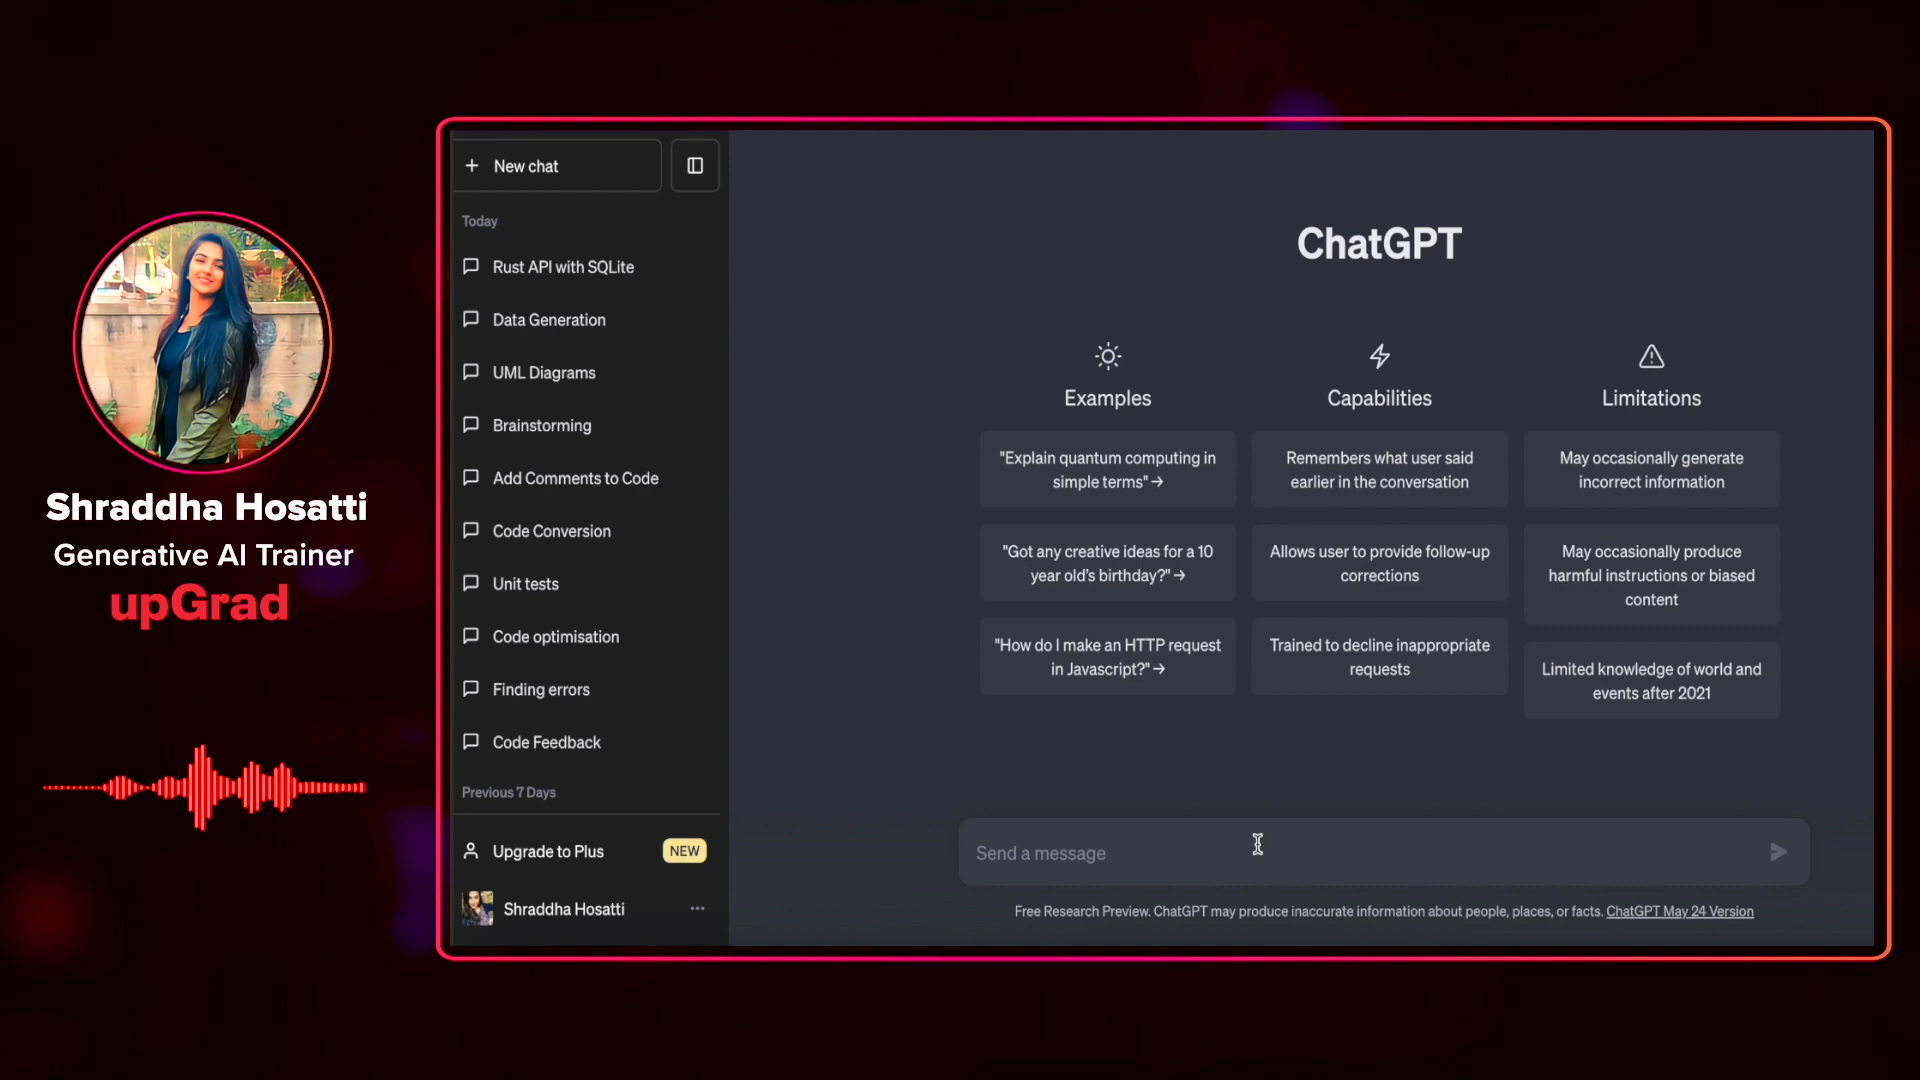 Shraddha Hosatti
Generative AI Trainer
upGrad
New chat
Today
Rust API with SQLite
Data Generation
UML Diagrams
Brainstorming
Add Comments to Code
Code Conversion
Unit tests
Code optimisation
Finding errors
Code Feedback
Previous 7 Days
Upgrade to Plus NEW
Shraddha Hosatti
ChatGPT
Examples
"Explain quantum computing in
simple terms" →
"Got any creative ideas for a 10
year old's birthday?" →
"How do I make an HTTP request
in Javascript?" →
Capabilities
Remembers what user said
earlier in the conversation
Allows user to provide follow-up
corrections
Trained to decline inappropriate
requests
Limitations
May occasionally generate
incorrect information
May occasionally produce
harmful instructions or biased
content
Limited knowledge of world and
events after 2021
Send a message
Free Research Preview. ChatGPT may produce inaccurate information about people, places, or facts. ChatGPT May 24 Version